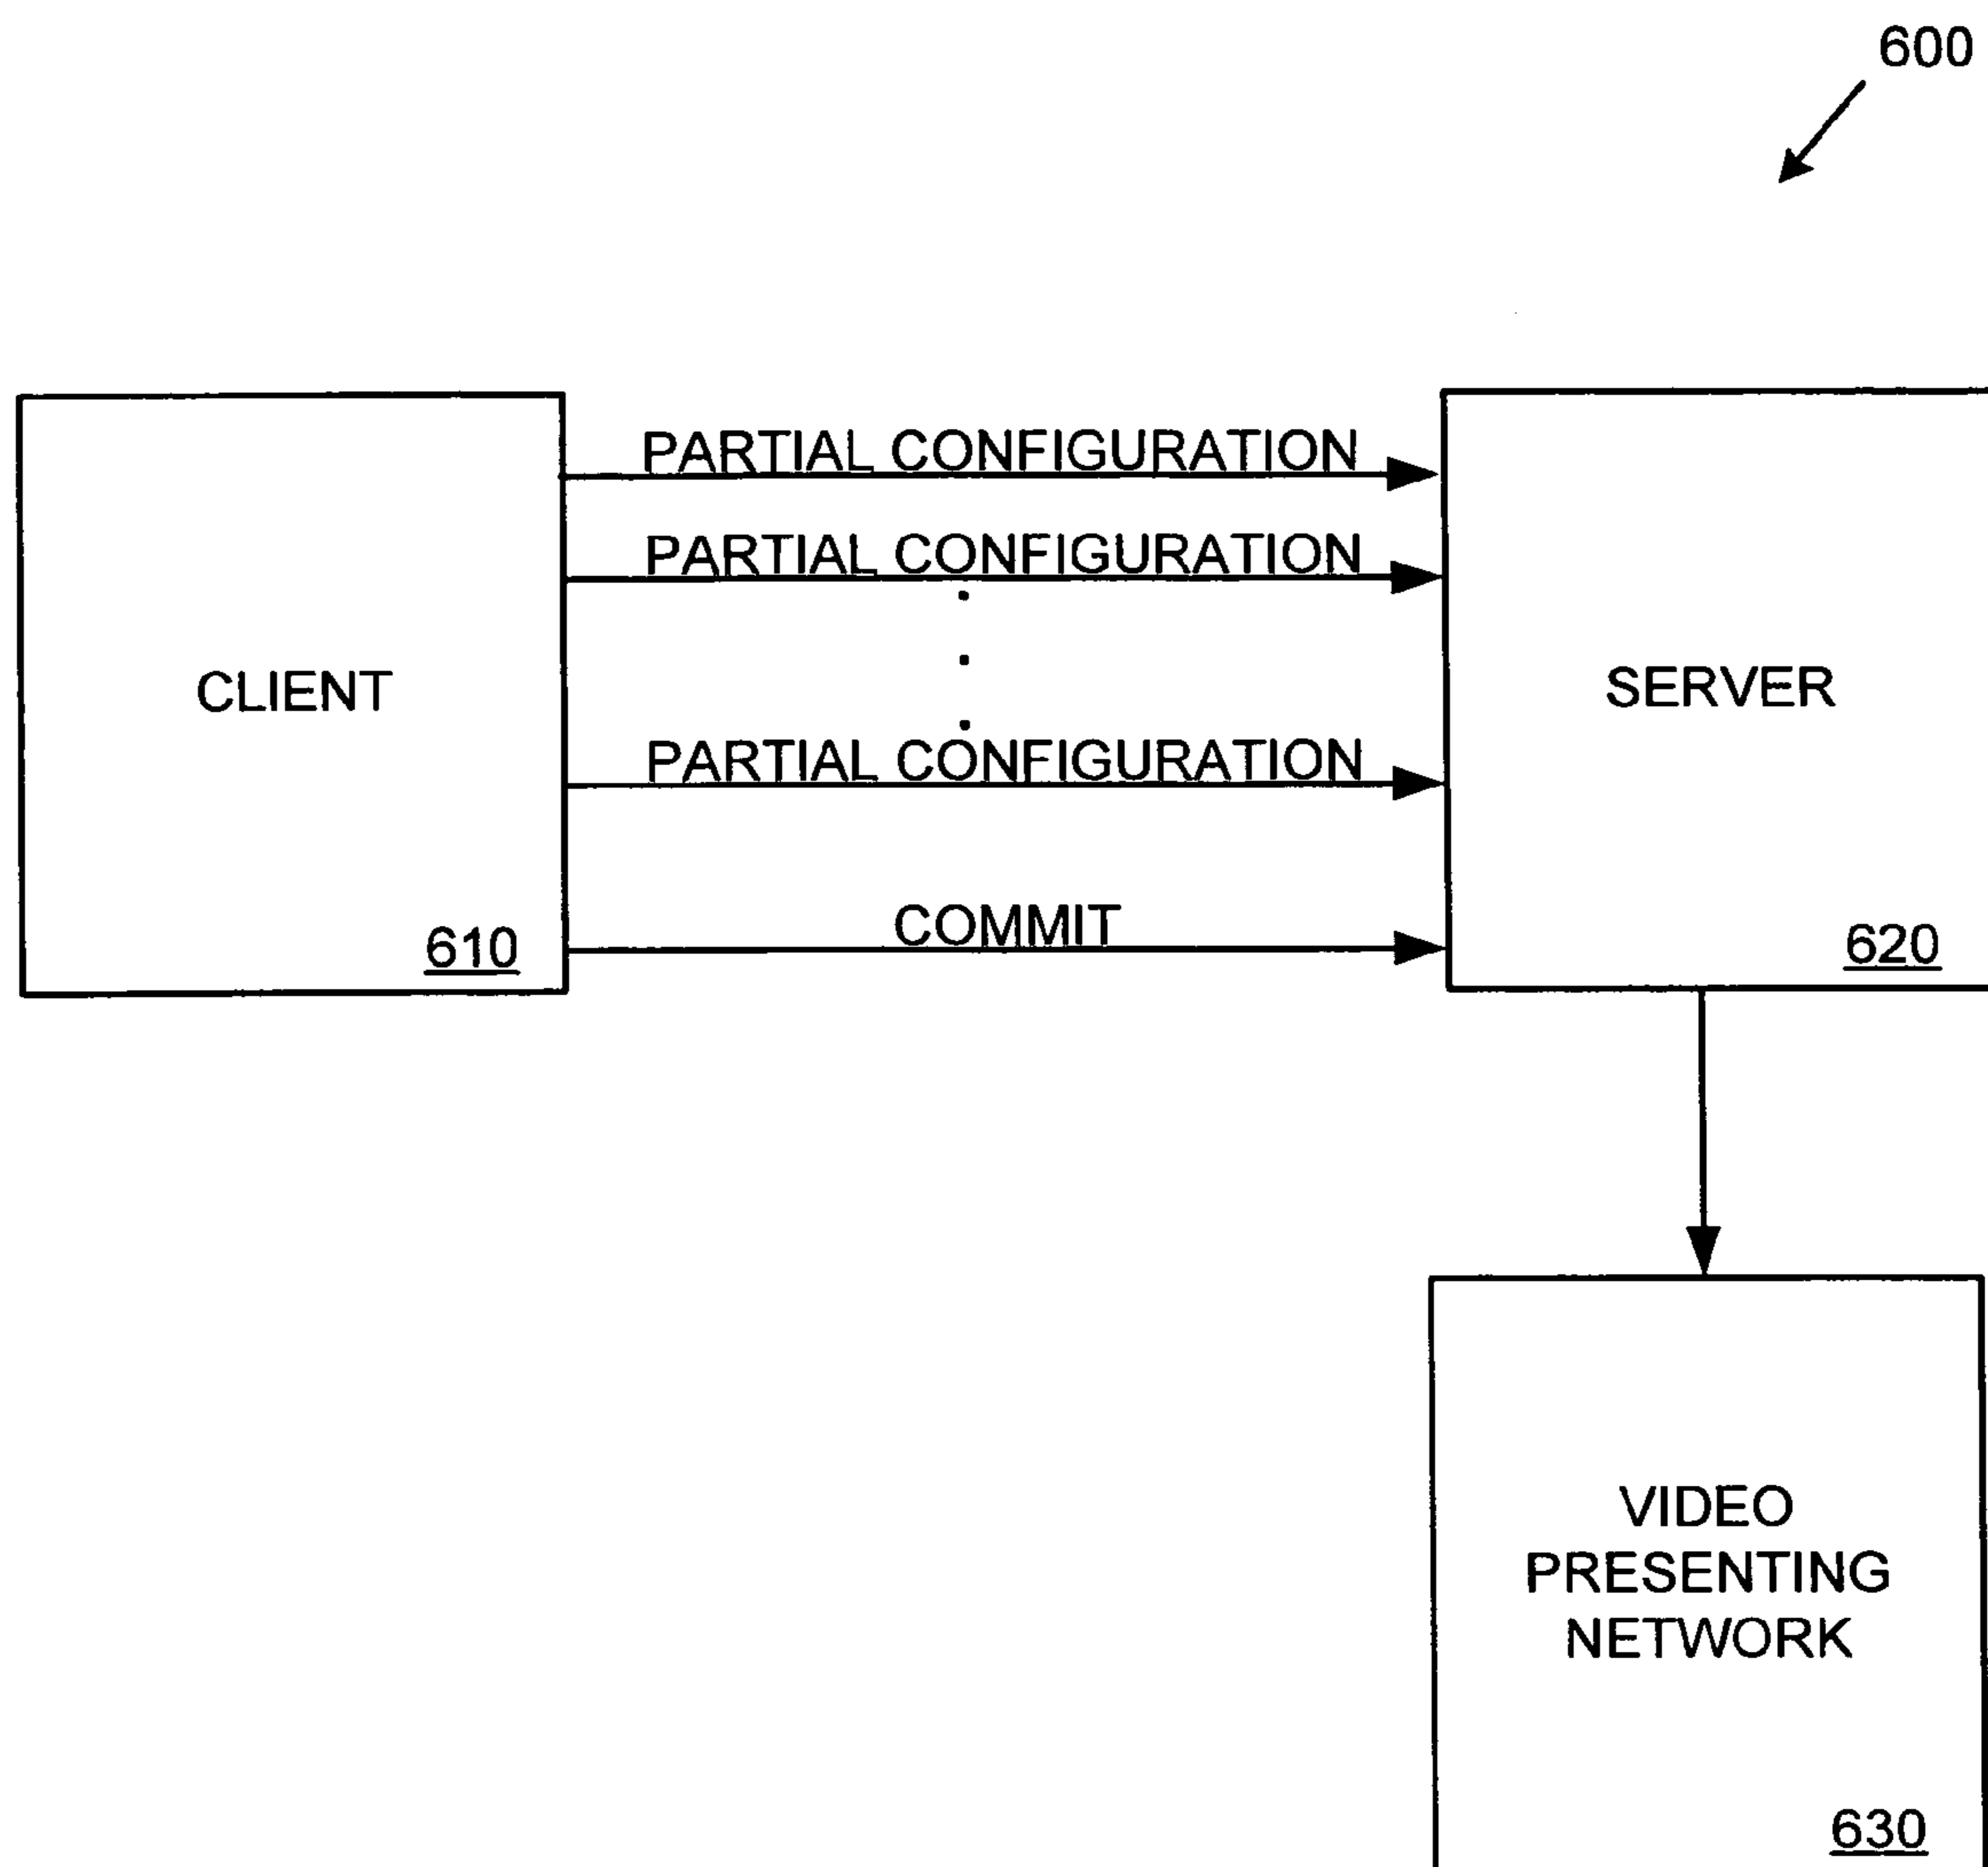 600
PARTIAL CONFIGURATION
PARTIAL CONFIGURATION
CLIENT
SERVER
PARTIAL CONFIGURATION
COMMIT
610
620
VIDEO
PRESENTING
NETWORK
630